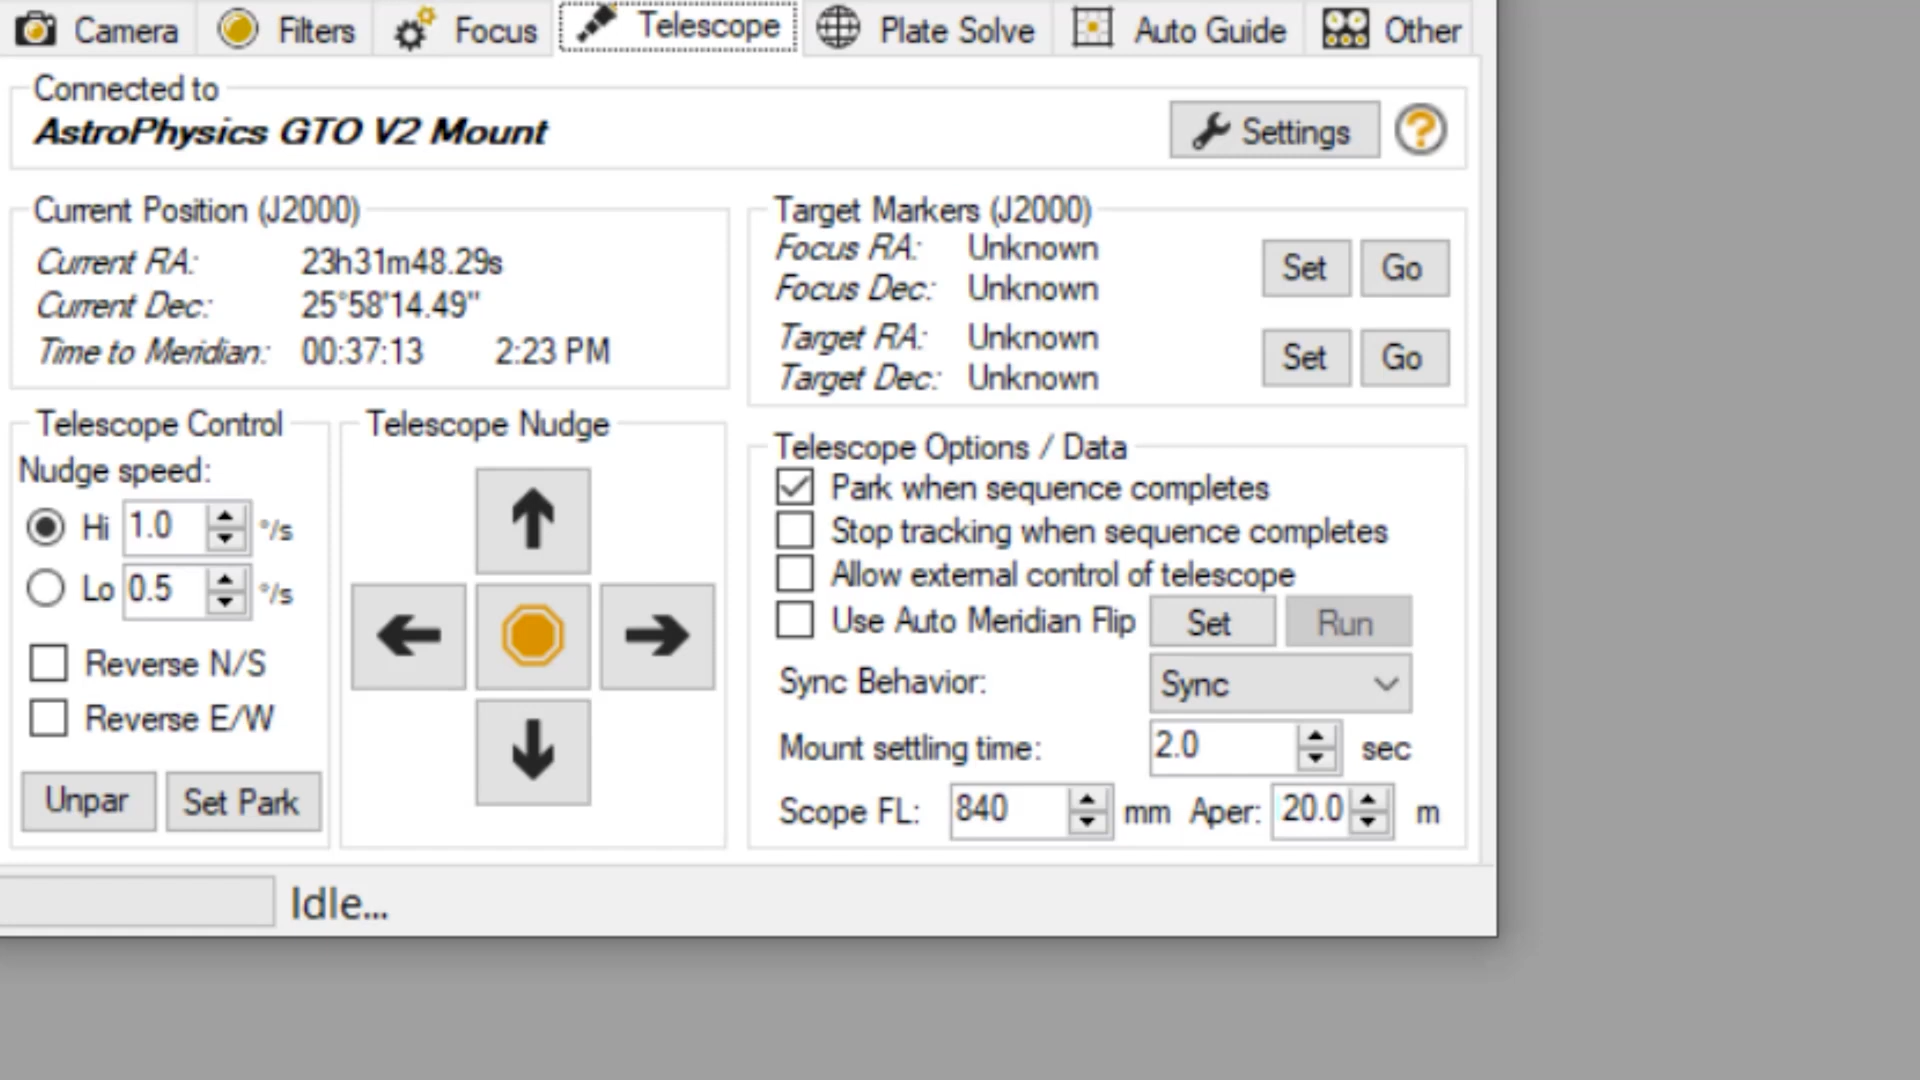 Camera Filters Focus Telescope Plate Solve Auto Guide Other
Connected to
AstroPhysics GTO V2 Mount
Settings ?
Current Position (J2000)
Current RA: 23h31m48.29s
Current Dec: 25°58'14.49"
Time to Meridian: 00:37:13 2:23 PM
Target Markers (J2000)
Focus RA: Unknown
Focus Dec: Unknown
Set Go
Target RA: Unknown
Target Dec: Unknown
Set Go
Telescope Control
Nudge speed:
Hi 1.0 °/s
Lo 0.5 °/s
Reverse N/S
Reverse E/W
Unpar Set Park
Telescope Nudge
Telescope Options / Data
Park when sequence completes
Stop tracking when sequence completes
Allow external control of telescope
Use Auto Meridian Flip Set Run
Sync Behavior: Sync
Mount settling time: 2.0 sec
Scope FL: 840 mm Aper: 20.0 m
Idle...